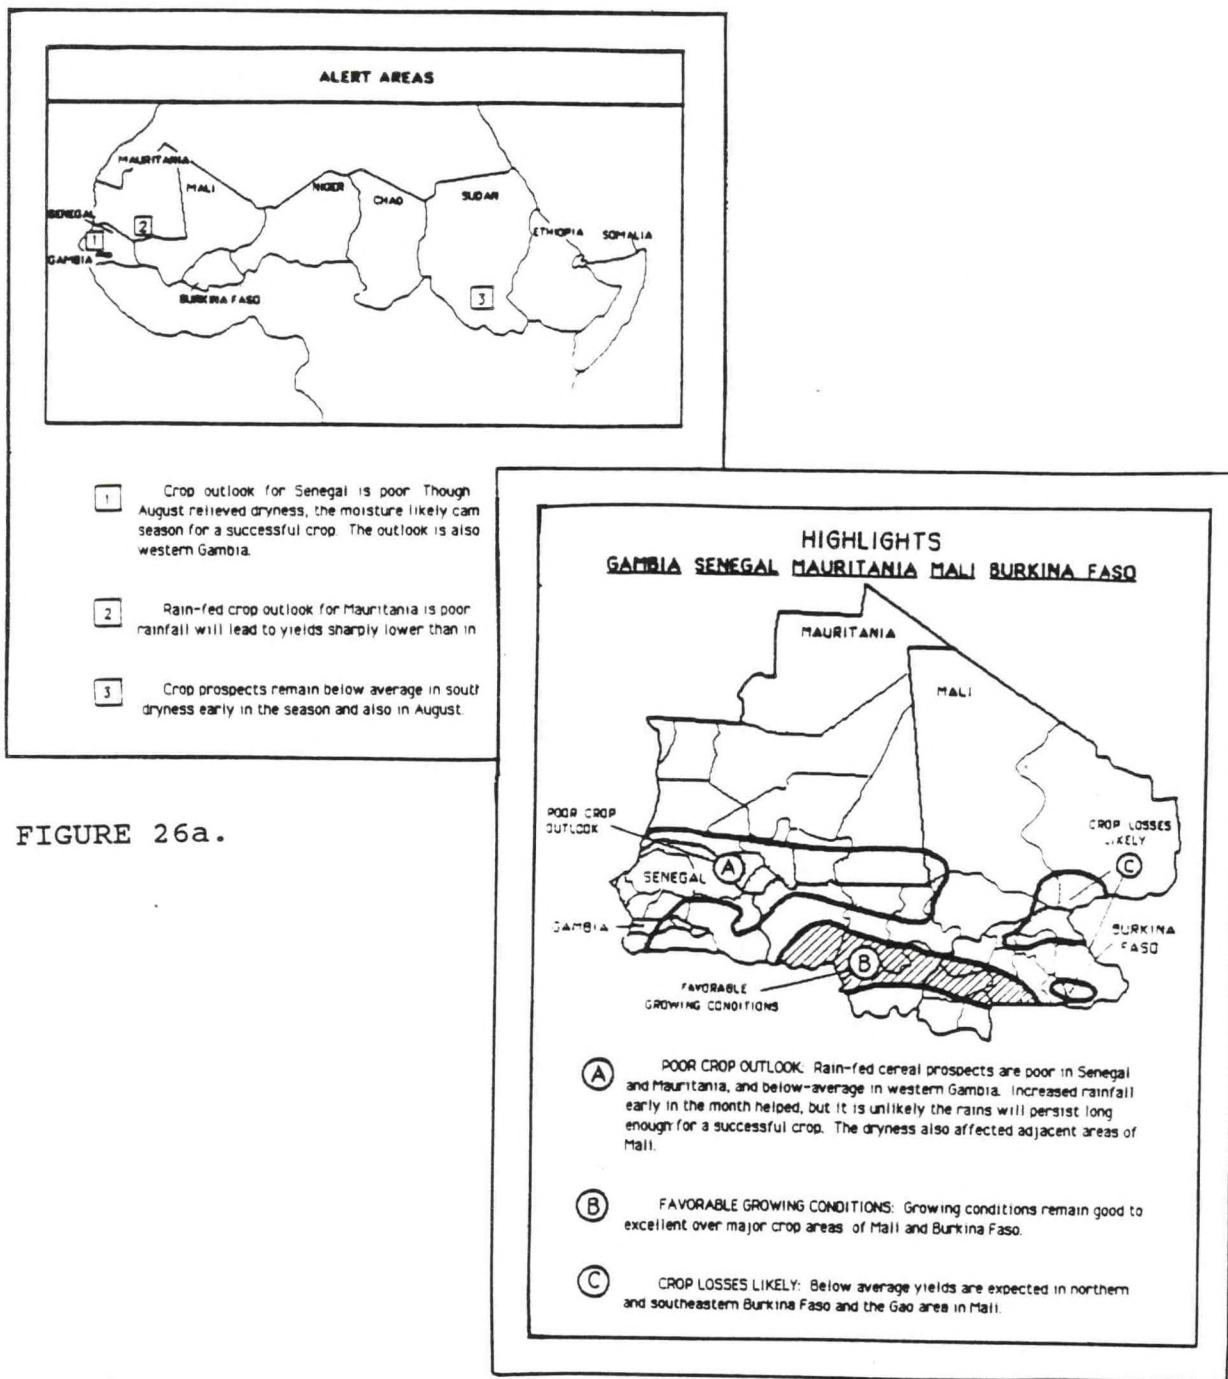 ALERT AREAS
MAURITANIA
MALI
NIGER
CHAD
SUDAN
SENEGAL
2
1
ETHIOPIA
SOMALIA
GAMBIA
BURKINA FASO
3
1
Crop outlook for Senegal is poor Though
August relieved dryness, the moisture likely cam
season for a successful crop. The outlook is also
western Gambia.
2
Rain-fed crop outlook for Mauritania is poor
rainfall will lead to yields sharply lower than in
3
Crop prospects remain below average in sout
dryness early in the season and also in August.
FIGURE 26a.
HIGHLIGHTS
GAMBIA SENEGAL MAURITANIA MALI BURKINA FASO
MAURITANIA
MALI
POOR CROP
OUTLOOK
CROP LOSSES
LIKELY
C
A
SENEGAL
GAMBIA
BURKINA
FASO
B
FAVORABLE
GROWING CONDITIONS
A
POOR CROP OUTLOOK: Rain-fed cereal prospects are poor in Senegal
and Mauritania, and below-average in western Gambia. Increased rainfall
early in the month helped, but it is unlikely the rains will persist long
enough for a successful crop. The dryness also affected adjacent areas of
Mali.
B
FAVORABLE GROWING CONDITIONS: Growing conditions remain good to
excellent over major crop areas of Mali and Burkina Faso.
C
CROP LOSSES LIKELY: Below average yields are expected in northern
and southeastern Burkina Faso and the Gao area in Mali.